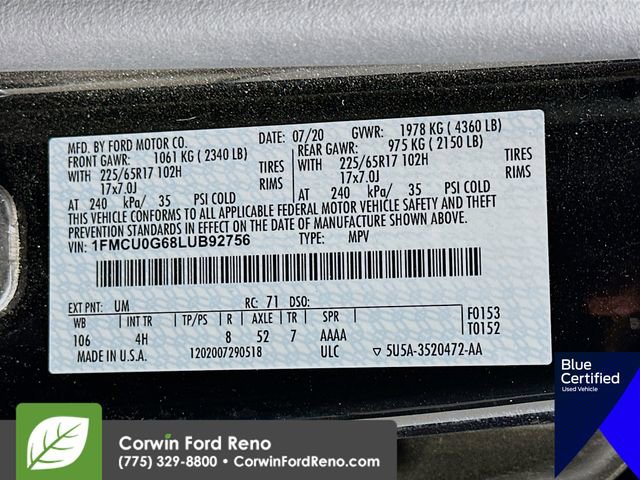 MFD. BY FORD MOTOR CO. DATE: 07/20 GVWR: 1978 KG ( 4360 LB)
FRONT GAWR: 1061 KG ( 2340 LB) REAR GAWR: 975 KG ( 2150 LB)
WITH 225/65R17 102H TIRES WITH 225/65R17 102H TIRES
17x7.0J RIMS 17x7.0J RIMS
AT 240 kPa/ 35 PSI COLD AT 240 kPa/ 35 PSI COLD
THIS VEHICLE CONFORMS TO ALL APPLICABLE FEDERAL MOTOR VEHICLE SAFETY AND THEFT
PREVENTION STANDARDS IN EFFECT ON THE DATE OF MANUFACTURE SHOWN ABOVE.
VIN: 1FMCU0G68LUB92756 TYPE: MPV
EXT PNT: UM RC: 71 DSO:
WB INT TR TP/PS R AXLE TR SPR F0153
106 4H 8 52 7 AAAA T0152
MADE IN U.S.A. 1202007290518 ULC ▽ 5U5A-3520472-AA
Blue
Certified
Used Vehicle
Corwin Ford Reno
(775) 329-8800 • CorwinFordReno.com